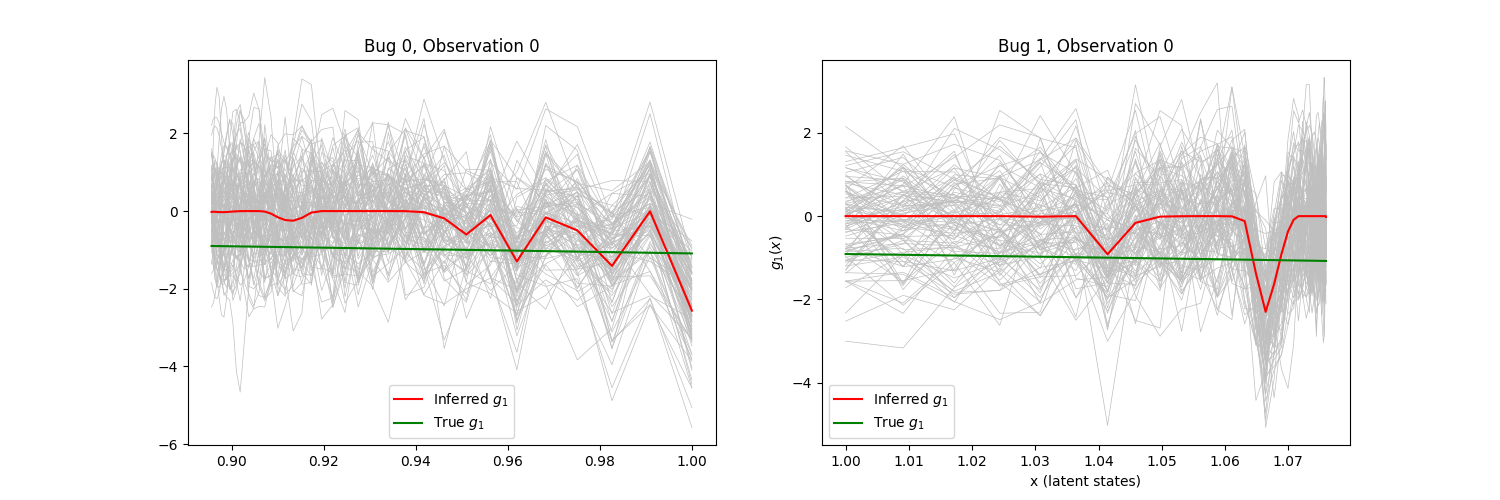 Bug 0, Observation 0
2
0
−2
−4
−6
Inferred g₁
True g₁
0.90 0.92 0.94 0.96 0.98 1.00
Bug 1, Observation 0
g₁(x)
2
0
−2
−4
Inferred g₁
True g₁
1.00 1.01 1.02 1.03 1.04 1.05 1.06 1.07
x (latent states)